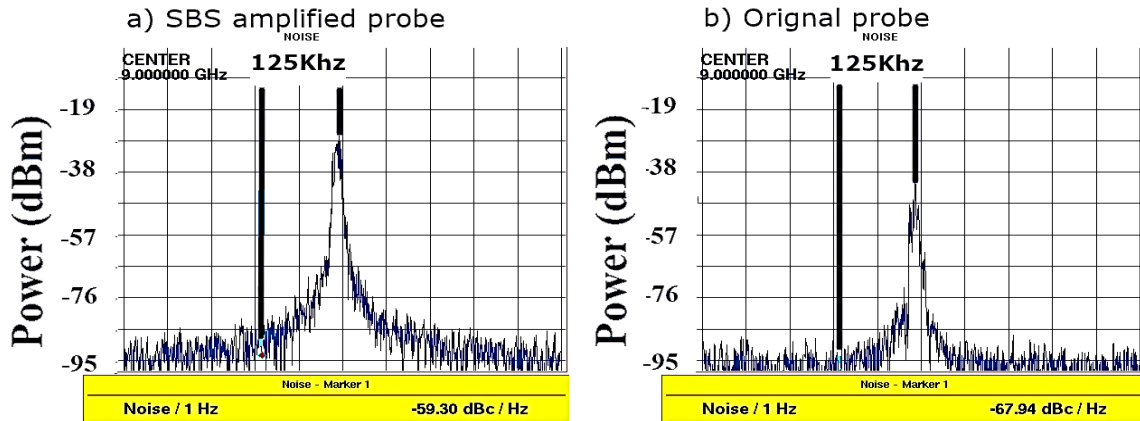 a) SBS amplified probe
NOISE
CENTER
9.000000 GHz
125Khz
Power (dBm)
-19
-38
-57
-76
-95
Noise - Marker 1
Noise / 1 Hz -59.30 dBc / Hz
b) Orignal probe
NOISE
CENTER
9.000000 GHz
125Khz
Power (dBm)
-19
-38
-57
-76
-95
Noise - Marker 1
Noise / 1 Hz -67.94 dBc / Hz